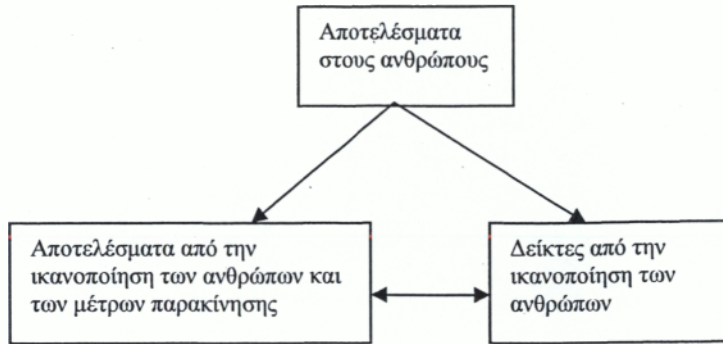 Αποτελέσματα
στους ανθρώπους
Αποτελέσματα από την
ικανοποίηση των ανθρώπων και
των μέτρων παρακίνησης
Δείκτες από την
ικανοποίηση των
ανθρώπων